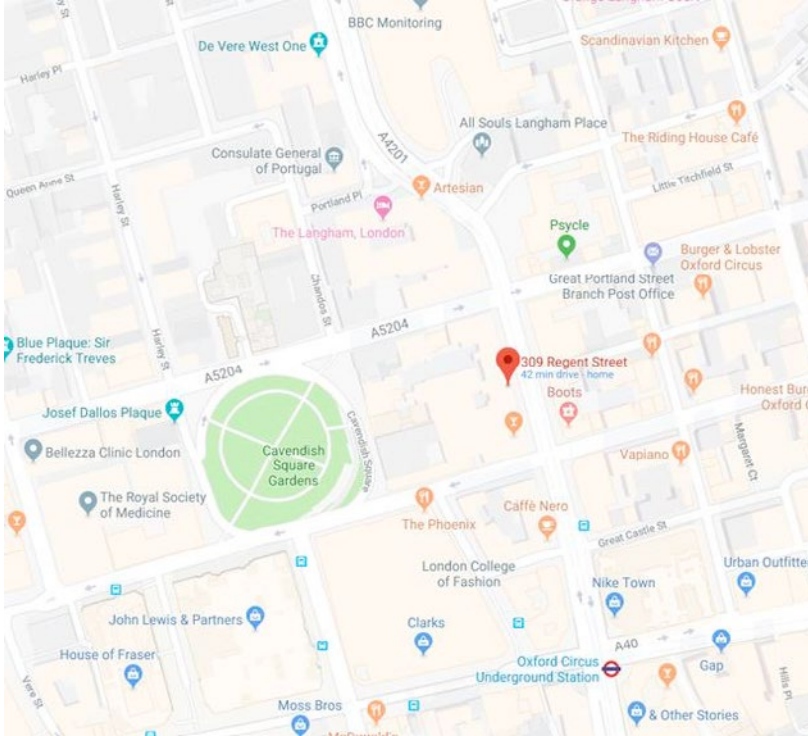 BBC Monitoring
De Vere West One
Scandinavian Kitchen
Harley Pl
All Souls Langham Place
A4201
The Riding House Café
Consulate General
of Portugal
Queen Anne St
Harley St
Artesian
Little Titchfield St
Portland Pl
The Langham, London
Psycle
Burger & Lobster
Oxford Circus
Great Portland Street
Branch Post Office
Chandos St
A5204
Harley St
Blue Plaque: Sir
Frederick Treves
309 Regent Street
42 min drive - home
A5204
Boots
Josef Dallos Plaque
Cavendish Square
Cavendish
Square
Gardens
Bellezza Clinic London
Vapiano
Margaret Ct
The Royal Society
of Medicine
The Phoenix
Caffè Nero
Great Castle St
London College
of Fashion
Urban Outfitte
Nike Town
John Lewis & Partners
Clarks
A40
House of Fraser
Oxford Circus
Underground Station
Gap
Vere St
Hills Pl
Moss Bros
& Other Stories